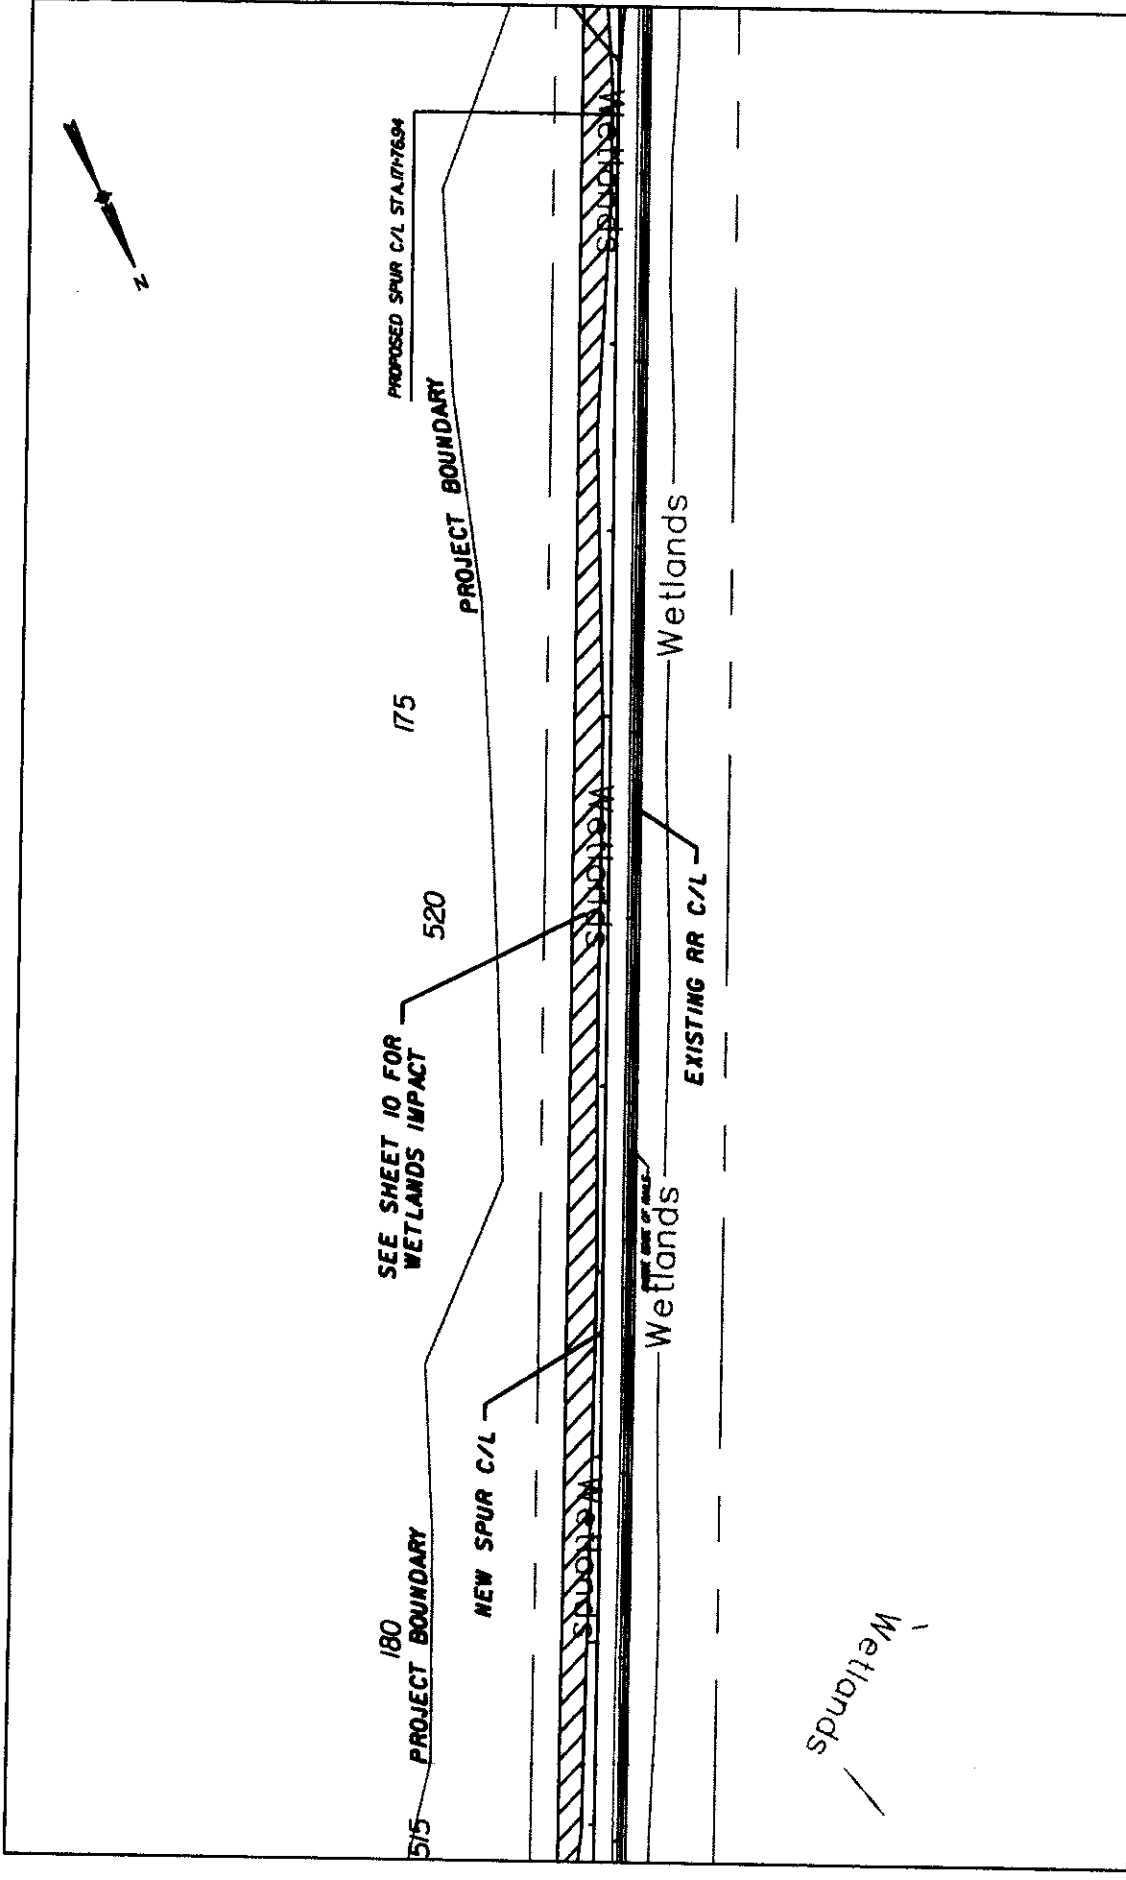 PROPOSED SPUR C/L STA.171+76.94
PROJECT BOUNDARY
Wetlands
175
520
Wetlands
Wetlands
SEE SHEET 10 FOR
WETLANDS IMPACT
EXISTING RR C/L
Wetlands
NEW SPUR C/L
180
PROJECT BOUNDARY
Wetlands
515
Wetlands
N